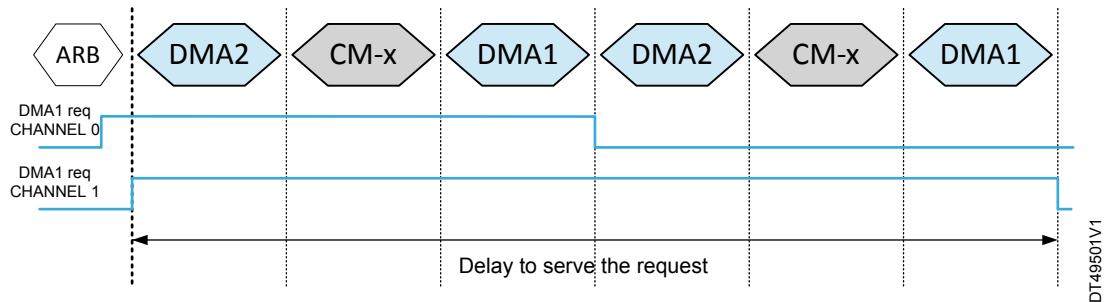 ARB DMA2 CM-x DMA1 DMA2 CM-x DMA1
DMA1 req
CHANNEL 0
DMA1 req
CHANNEL 1
Delay to serve the request
DT49501V1